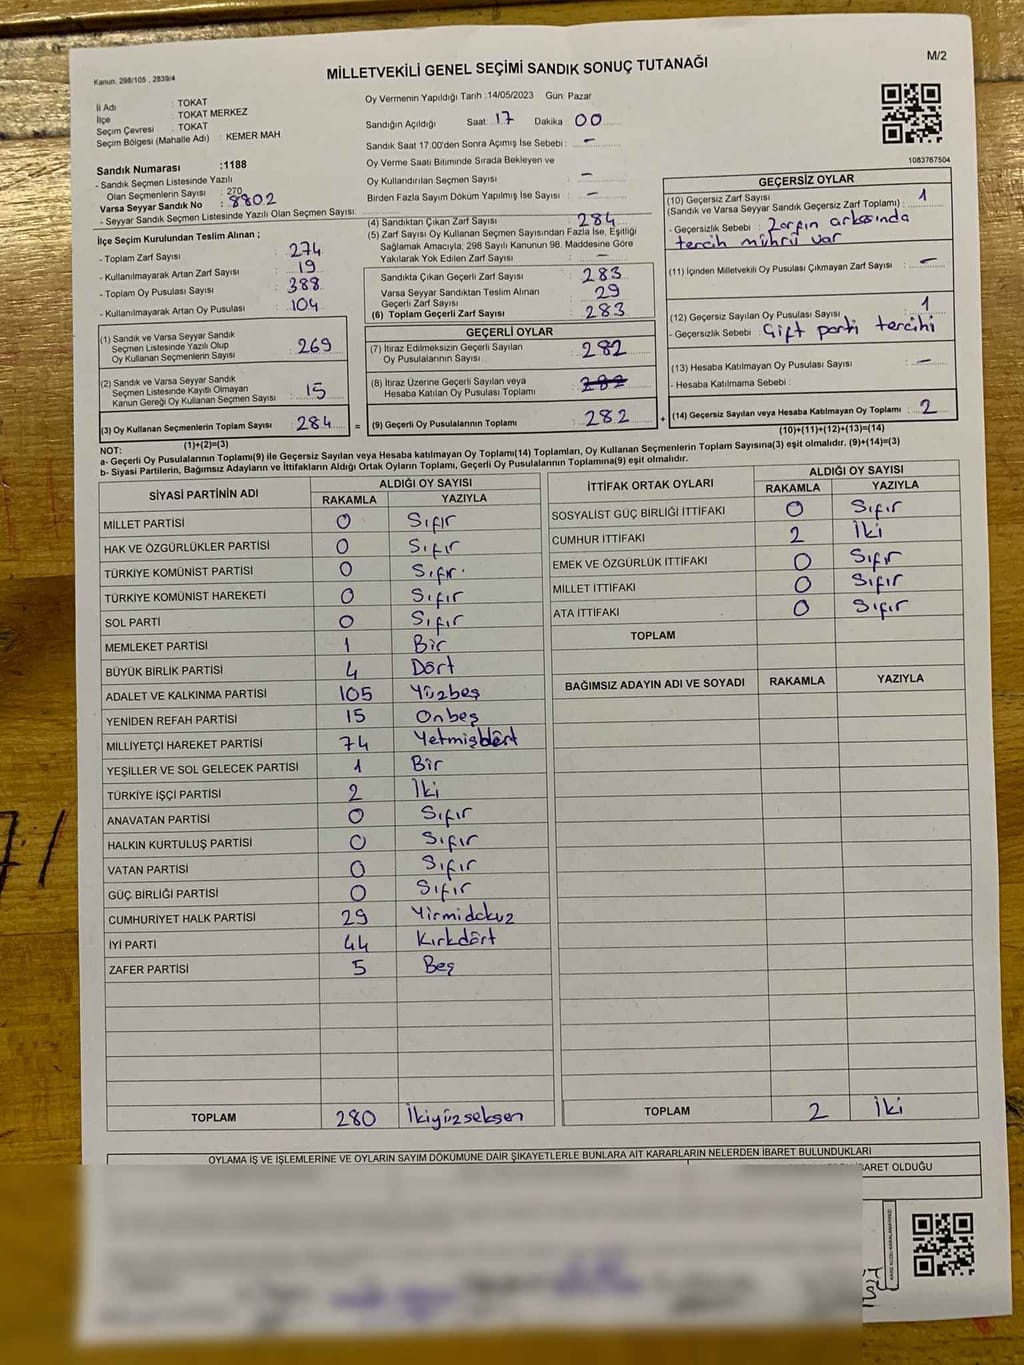 Kanun, 298/105 , 2839/4
MİLLETVEKİLİ GENEL SEÇİMİ SANDIK SONUÇ TUTANAĞI
M/2
İl Adı : TOKAT
İlçe : TOKAT MERKEZ
Seçim Çevresi : TOKAT
Seçim Bölgesi (Mahalle Adı) : KEMER MAH
Sandık Numarası :1188
- Sandık Seçmen Listesinde Yazılı
Olan Seçmenlerin Sayısı : 270
Varsa Seyyar Sandık No : 8802
- Seyyar Sandık Seçmen Listesinde Yazılı Olan Seçmen Sayısı:
İlçe Seçim Kurulundan Teslim Alınan ;
- Toplam Zarf Sayısı : 274
- Kullanılmayarak Artan Zarf Sayısı : 19
- Toplam Oy Pusulası Sayısı : 388
- Kullanılmayarak Artan Oy Pusulası : 104
(1) Sandık ve Varsa Seyyar Sandık
Seçmen Listesinde Yazılı Olup
Oy Kullanan Seçmenlerin Sayısı : 269
(2) Sandık ve Varsa Seyyar Sandık
Seçmen Listesinde Kayıtlı Olmayan
Kanun Gereği Oy Kullanan Seçmen Sayısı : 15
(3) Oy Kullanan Seçmenlerin Toplam Sayısı : 284
(1)+(2)=(3)
Oy Vermenin Yapıldığı Tarih :14/05/2023 Gün Pazar
Sandığın Açıldığı Saat: 17 Dakika 00
Sandık Saat 17.00'den Sonra Açımış İse Sebebi : -
Oy Verme Saati Bitiminde Sırada Bekleyen ve
Oy Kullandırılan Seçmen Sayısı : -
Birden Fazla Sayım Döküm Yapılmış İse Sayısı : -
(4) Sandıktan Çıkan Zarf Sayısı : 284
(5) Zarf Sayısı Oy Kullanan Seçmen Sayısından Fazla İse, Eşitliği
Sağlamak Amacıyla, 298 Sayılı Kanunun 98. Maddesine Göre
Yakılarak Yok Edilen Zarf Sayısı : -
Sandıkta Çıkan Geçerli Zarf Sayısı : 283
Varsa Seyyar Sandıktan Teslim Alınan
Geçerli Zarf Sayısı : 29
(6) Toplam Geçerli Zarf Sayısı : 283
GEÇERLİ OYLAR
(7) İtiraz Edilmeksizin Geçerli Sayılan
Oy Pusulalarının Sayısı : 282
(8) İtiraz Üzerine Geçerli Sayılan veya
Hesaba Katılan Oy Pusulası Toplamı : 282
= (9) Geçerli Oy Pusulalarının Toplamı : 282 +
1083767504
GEÇERSİZ OYLAR
(10) Geçersiz Zarf Sayısı
(Sandık ve Varsa Seyyar Sandık Geçersiz Zarf Toplamı) : 1
- Geçersizlik Sebebi : Zarfın arkasında
tercih mührü var
(11) İçinden Milletvekili Oy Pusulası Çıkmayan Zarf Sayısı : -
(12) Geçersiz Sayılan Oy Pusulası Sayısı : 1
- Geçersizlik Sebebi : Çift parti tercihi
(13) Hesaba Katılmayan Oy Pusulası Sayısı : -
- Hesaba Katılmama Sebebi :
(14) Geçersiz Sayılan veya Hesaba Katılmayan Oy Toplamı : 2
(10)+(11)+(12)+(13)=(14)
NOT:
a- Geçerli Oy Pusulalarının Toplamı(9) ile Geçersiz Sayılan veya Hesaba katılmayan Oy Toplamı(14) Toplamları, Oy Kullanan Seçmenlerin Toplam Sayısına(3) eşit olmalıdır. (9)+(14)=(3)
b- Siyasi Partilerin, Bağımsız Adayların ve İttifakların Aldığı Ortak Oyların Toplamı, Geçerli Oy Pusulalarının Toplamına(9) eşit olmalıdır.
SİYASİ PARTİNİN ADI ALDIĞI OY SAYISI
RAKAMLA YAZIYLA
MİLLET PARTİSİ 0 Sıfır
HAK VE ÖZGÜRLÜKLER PARTİSİ 0 Sıfır
TÜRKİYE KOMÜNİST PARTİSİ 0 Sıfır
TÜRKİYE KOMÜNİST HAREKETİ 0 Sıfır
SOL PARTİ 0 Sıfır
MEMLEKET PARTİSİ 1 Bir
BÜYÜK BİRLİK PARTİSİ 4 Dört
ADALET VE KALKINMA PARTİSİ 105 Yüzbeş
YENİDEN REFAH PARTİSİ 15 Onbeş
MİLLİYETÇİ HAREKET PARTİSİ 74 Yetmişdört
YEŞİLLER VE SOL GELECEK PARTİSİ 1 Bir
TÜRKİYE İŞÇİ PARTİSİ 2 İki
ANAVATAN PARTİSİ 0 Sıfır
HALKIN KURTULUŞ PARTİSİ 0 Sıfır
VATAN PARTİSİ 0 Sıfır
GÜÇ BİRLİĞİ PARTİSİ 0 Sıfır
CUMHURİYET HALK PARTİSİ 29 Yirmidokuz
İYİ PARTİ 44 Kırkdört
ZAFER PARTİSİ 5 Beş
TOPLAM 280 İkiyüzseksen
İTTİFAK ORTAK OYLARI ALDIĞI OY SAYISI
RAKAMLA YAZIYLA
SOSYALİST GÜÇ BİRLİĞİ İTTİFAKI 0 Sıfır
CUMHUR İTTİFAKI 2 İki
EMEK VE ÖZGÜRLÜK İTTİFAKI 0 Sıfır
MİLLET İTTİFAKI 0 Sıfır
ATA İTTİFAKI 0 Sıfır
TOPLAM
BAĞIMSIZ ADAYIN ADI VE SOYADI RAKAMLA YAZIYLA
TOPLAM 2 İki
OYLAMA İŞ VE İŞLEMLERİNE VE OYLARIN SAYIM DÖKÜMÜNE DAİR ŞİKAYETLERLE BUNLARA AİT KARARLARIN NELERDEN İBARET BULUNDUKLARI
BARET OLDUĞU